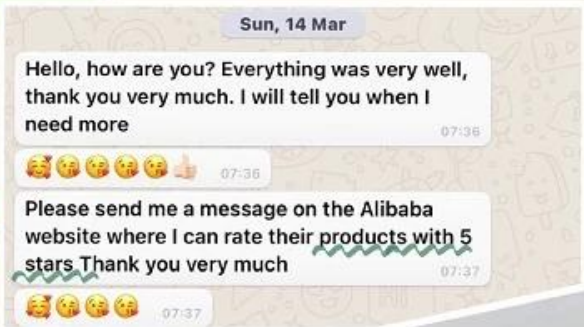 Sun, 14 Mar
Hello, how are you? Everything was very well,
thank you very much. I will tell you when I
need more
07:36
🥰😘😘😘😘👍🏻 07:36
Please send me a message on the Alibaba
website where I can rate their products with 5
stars Thank you very much
07:37
🥰😘😘😘 07:37